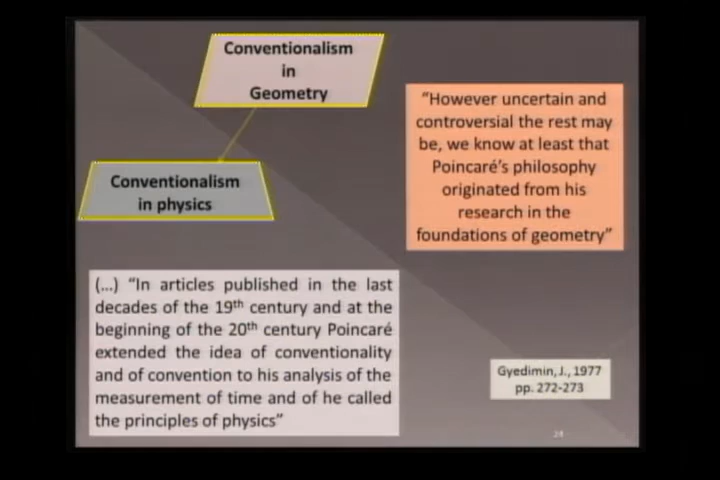 Conventionalism
in
Geometry
Conventionalism
in physics
“However uncertain and
controversial the rest may
be, we know at least that
Poincaré’s philosophy
originated from his
research in the
foundations of geometry”
(...) “In articles published in the last
decades of the 19th century and at the
beginning of the 20th century Poincaré
extended the idea of conventionality
and of convention to his analysis of the
measurement of time and of he called
the principles of physics”
Gyedimin, J., 1977
pp. 272-273
24